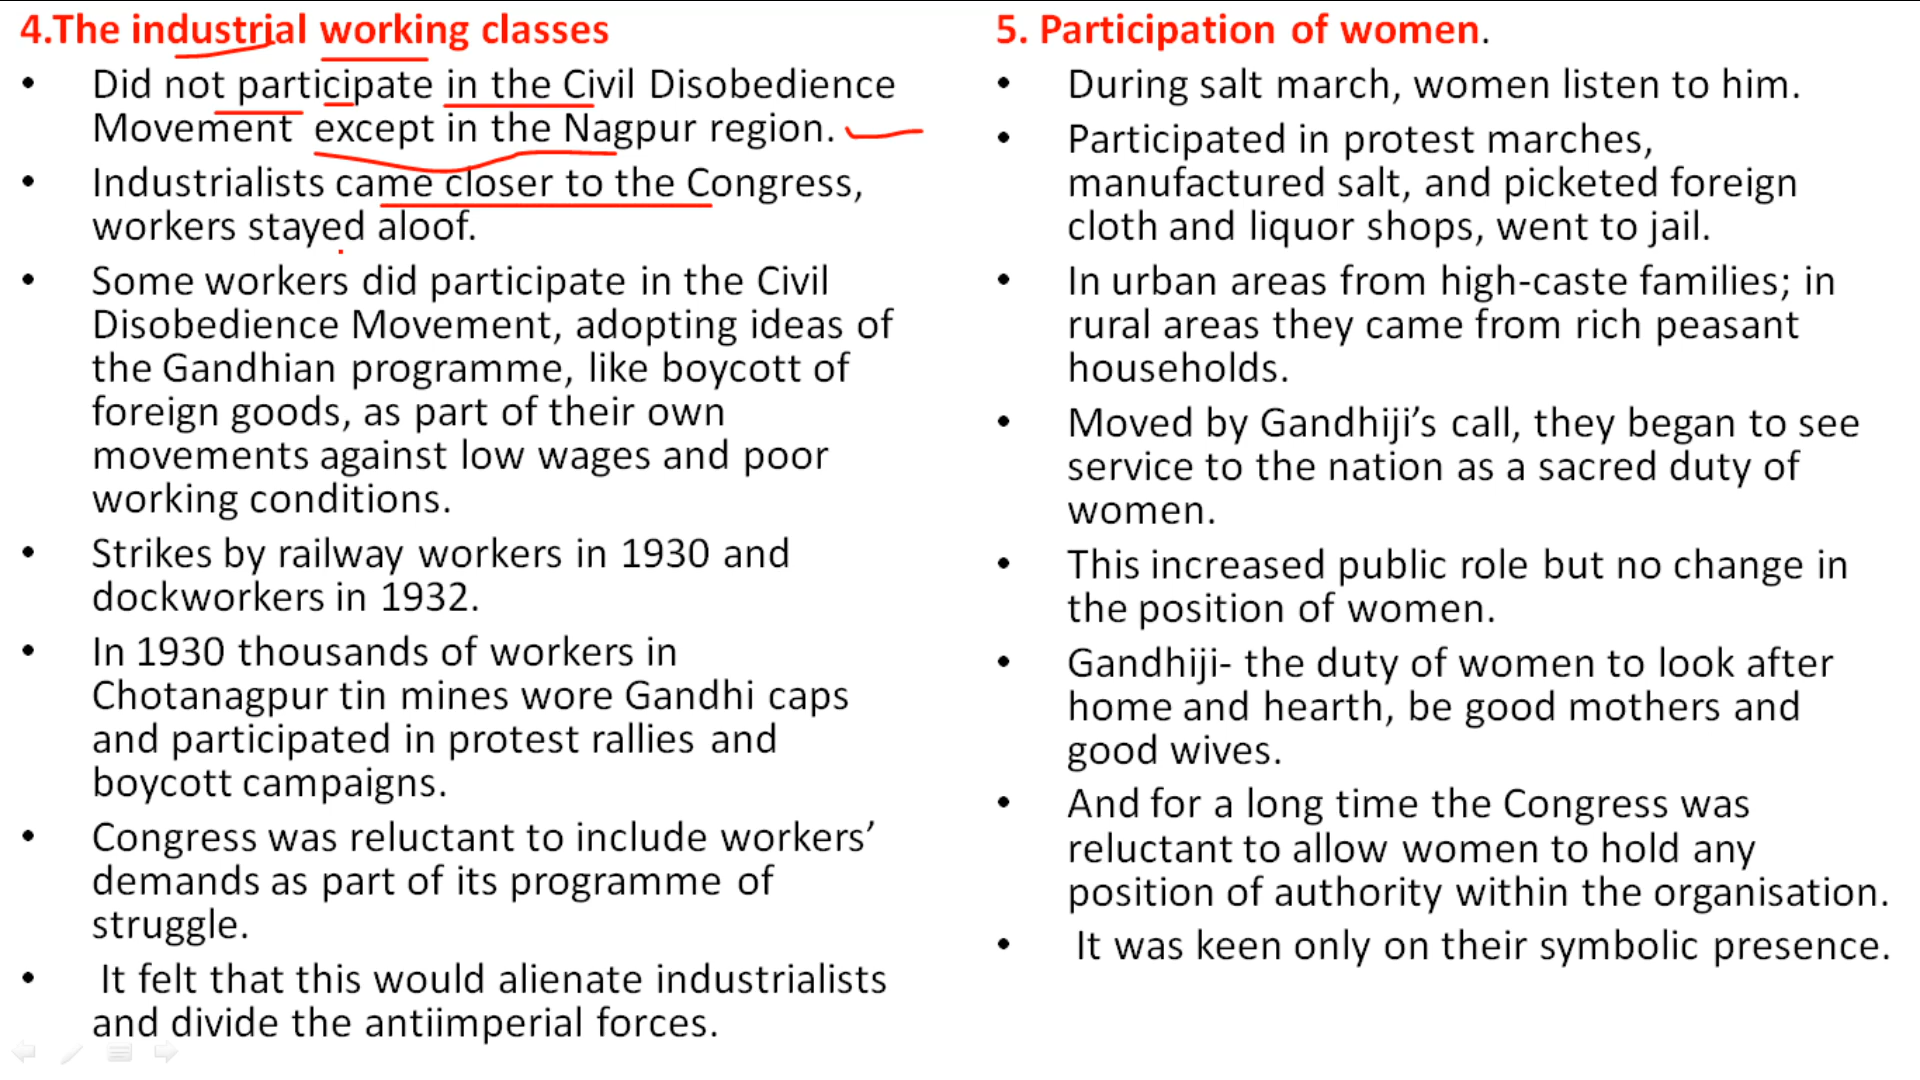 4.The industrial working classes
• Did not participate in the Civil Disobedience
Movement except in the Nagpur region.
• Industrialists came closer to the Congress,
workers stayed aloof.
• Some workers did participate in the Civil
Disobedience Movement, adopting ideas of
the Gandhian programme, like boycott of
foreign goods, as part of their own
movements against low wages and poor
working conditions.
• Strikes by railway workers in 1930 and
dockworkers in 1932.
• In 1930 thousands of workers in
Chotanagpur tin mines wore Gandhi caps
and participated in protest rallies and
boycott campaigns.
• Congress was reluctant to include workers’
demands as part of its programme of
struggle.
• It felt that this would alienate industrialists
and divide the antiimperial forces.
5. Participation of women.
• During salt march, women listen to him.
• Participated in protest marches,
manufactured salt, and picketed foreign
cloth and liquor shops, went to jail.
• In urban areas from high-caste families; in
rural areas they came from rich peasant
households.
• Moved by Gandhiji’s call, they began to see
service to the nation as a sacred duty of
women.
• This increased public role but no change in
the position of women.
• Gandhiji- the duty of women to look after
home and hearth, be good mothers and
good wives.
• And for a long time the Congress was
reluctant to allow women to hold any
position of authority within the organisation.
• It was keen only on their symbolic presence.